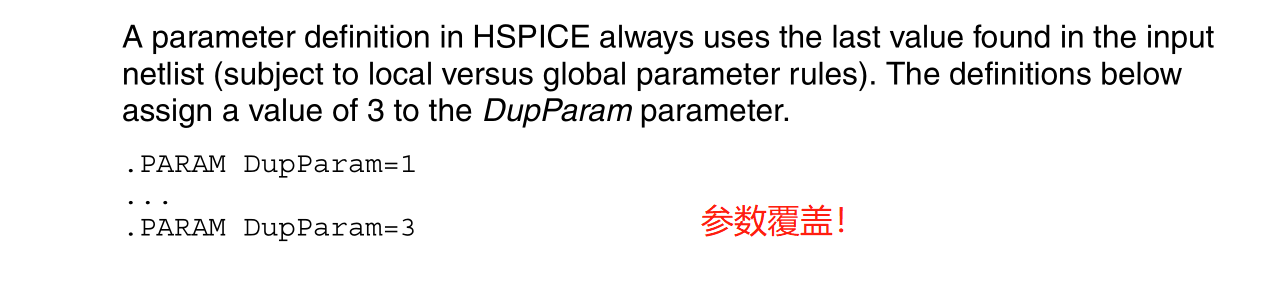 A parameter definition in HSPICE always uses the last value found in the input
netlist (subject to local versus global parameter rules). The definitions below
assign a value of 3 to the DupParam parameter.
.PARAM DupParam=1
...
.PARAM DupParam=3
参数覆盖!